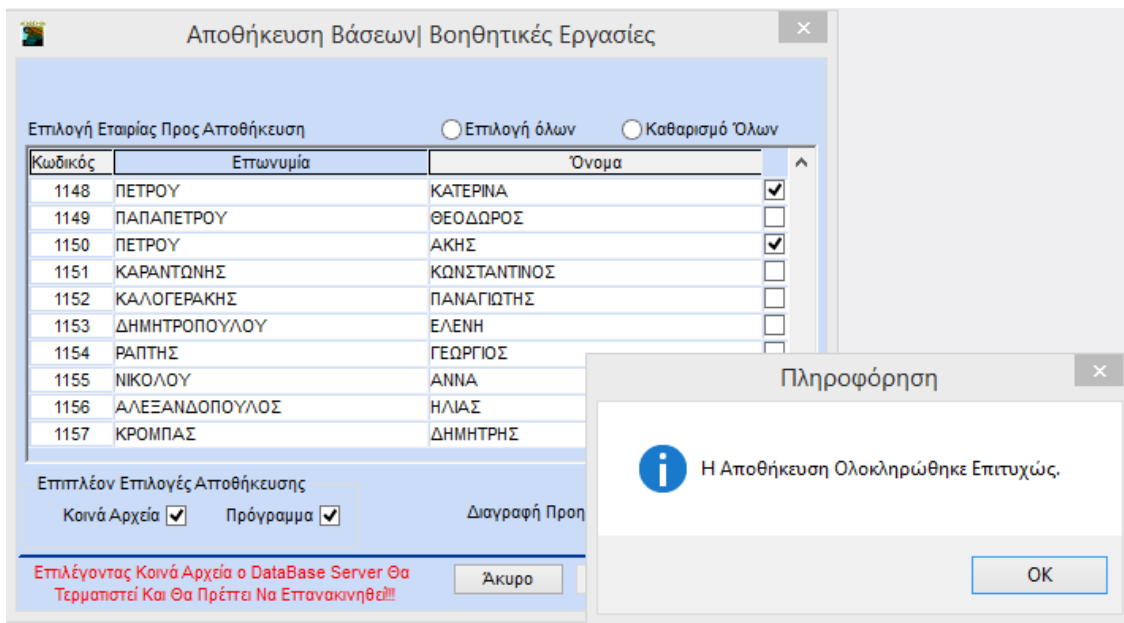 Αποθήκευση Βάσεων| Βοηθητικές Εργασίες
Επιλογή Εταιρίας Προς Αποθήκευση Επιλογή όλων Καθαρισμό Όλων
Κωδικός Επωνυμία Όνομα
1148 ΠΕΤΡΟΥ ΚΑΤΕΡΙΝΑ
1149 ΠΑΠΑΠΕΤΡΟΥ ΘΕΟΔΩΡΟΣ
1150 ΠΕΤΡΟΥ ΑΚΗΣ
1151 ΚΑΡΑΝΤΩΝΗΣ ΚΩΝΣΤΑΝΤΙΝΟΣ
1152 ΚΑΛΟΓΕΡΑΚΗΣ ΠΑΝΑΓΙΩΤΗΣ
1153 ΔΗΜΗΤΡΟΠΟΥΛΟΥ ΕΛΕΝΗ
1154 ΡΑΠΤΗΣ ΓΕΩΡΓΙΟΣ
1155 ΝΙΚΟΛΟΥ ΑΝΝΑ
1156 ΑΛΕΞΑΝΔΟΠΟΥΛΟΣ ΗΛΙΑΣ
1157 ΚΡΟΜΠΑΣ ΔΗΜΗΤΡΗΣ
Επιπλέον Επιλογές Αποθήκευσης
Κοινά Αρχεία Πρόγραμμα Διαγραφή Προη
Επιλέγοντας Κοινά Αρχεία ο DataBase Server Θα
Τερματιστεί Και Θα Πρέπει Να Επανακινηθεί!!!
Άκυρο
Πληροφόρηση
Η Αποθήκευση Ολοκληρώθηκε Επιτυχώς.
OK